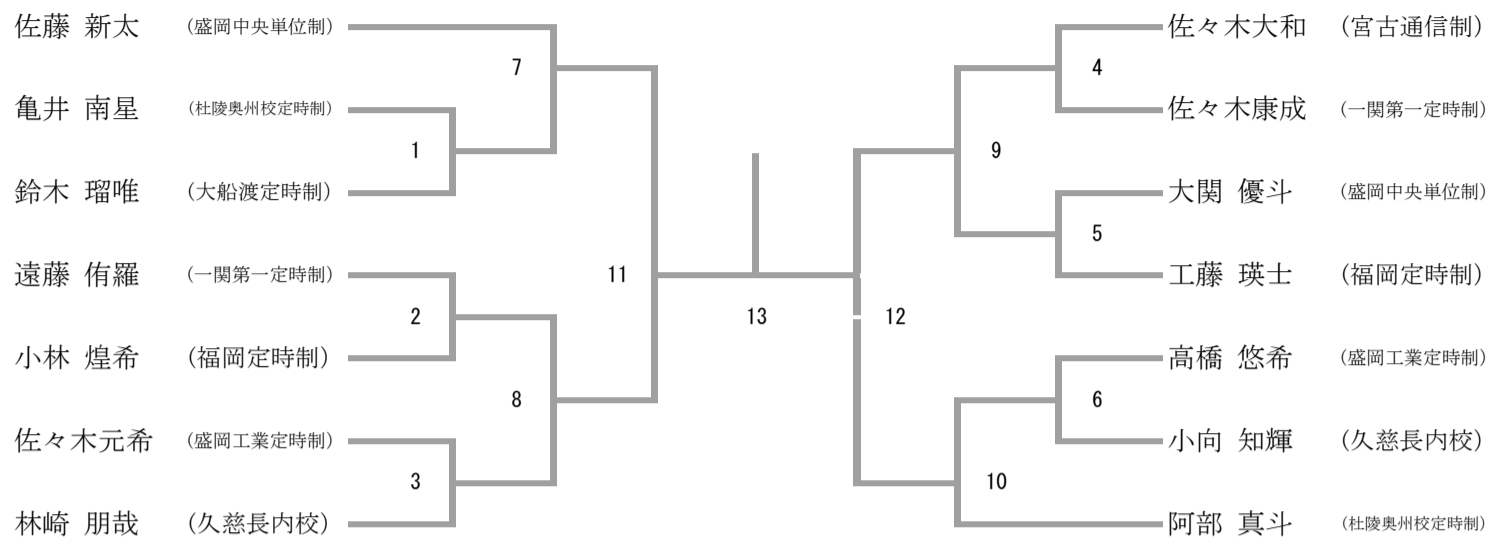 佐藤 新太 (盛岡中央単位制)
7
亀井 南星 (杜陵奥州校定時制)
1
鈴木 瑠唯 (大船渡定時制)
遠藤 侑羅 (一関第一定時制)
11
2
小林 煌希 (福岡定時制)
8
佐々木元希 (盛岡工業定時制)
3
林崎 朋哉 (久慈長内校)
13
佐々木大和 (宮古通信制)
4
佐々木康成 (一関第一定時制)
9
大関 優斗 (盛岡中央単位制)
5
工藤 瑛士 (福岡定時制)
12
高橋 悠希 (盛岡工業定時制)
6
小向 知輝 (久慈長内校)
10
阿部 真斗 (杜陵奥州校定時制)